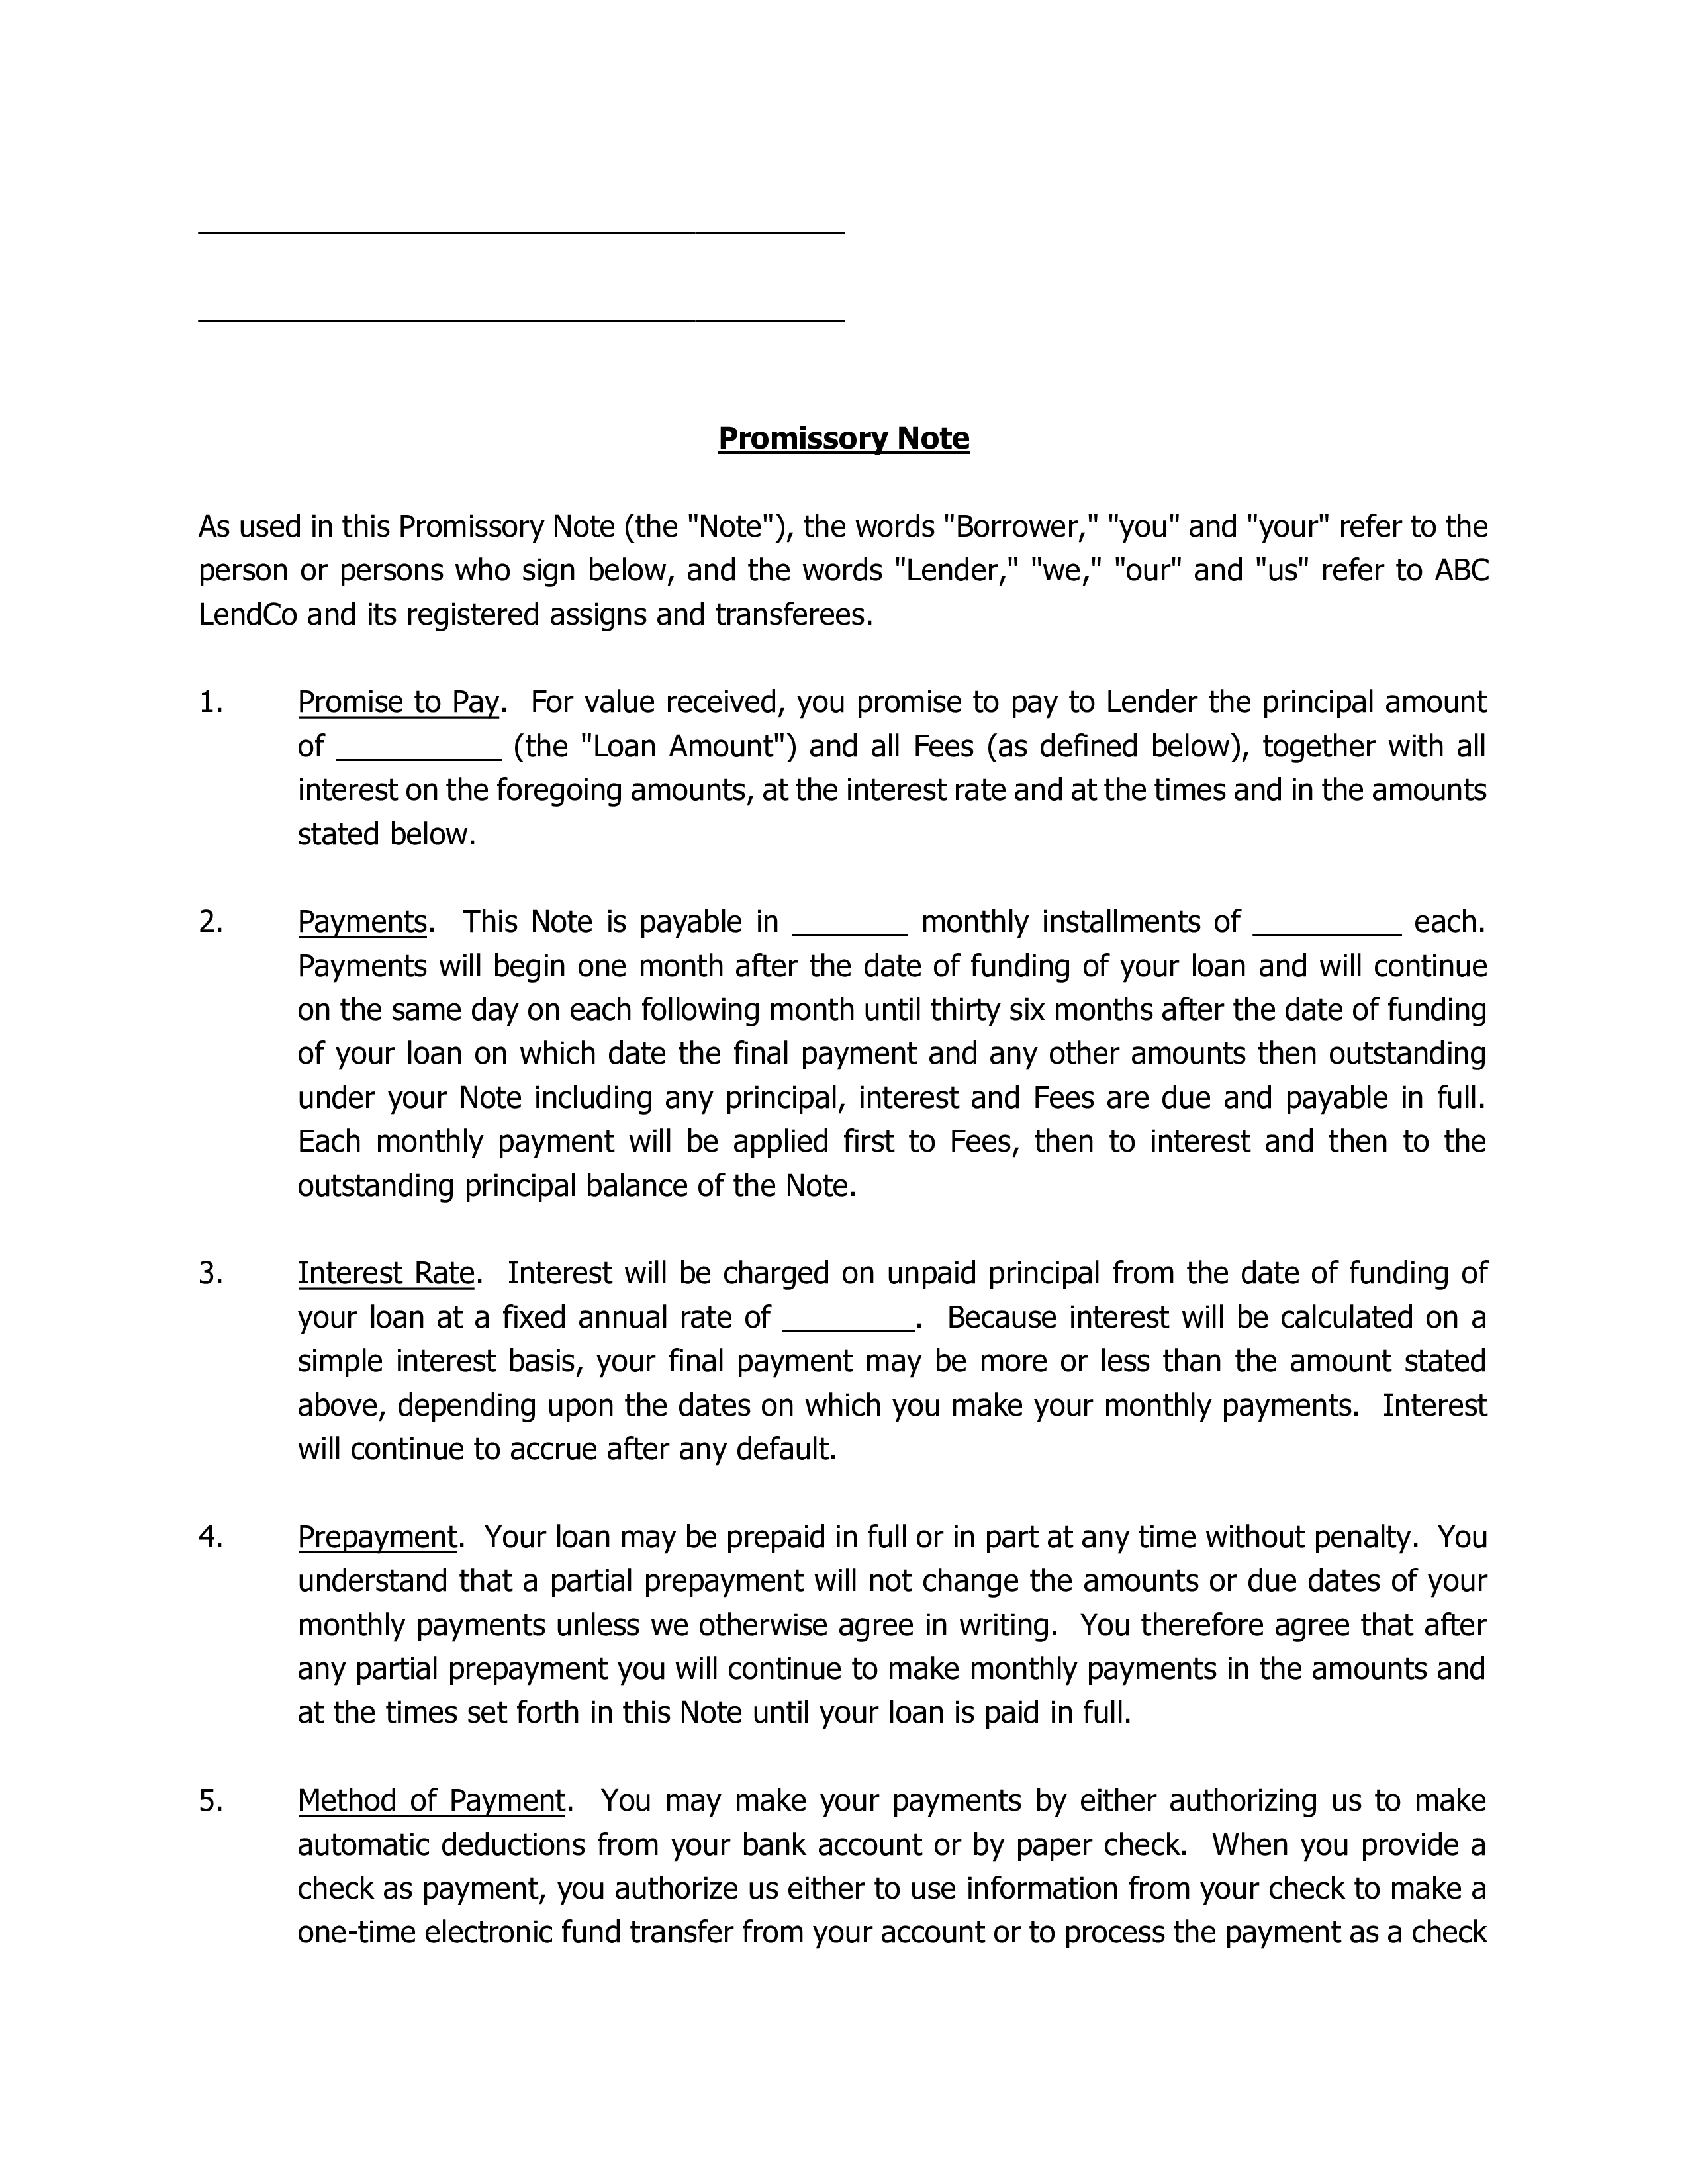 Promissory Note
As used in this Promissory Note (the "Note"), the words "Borrower," "you" and "your" refer to the
person or persons who sign below, and the words "Lender," "we," "our" and "us" refer to ABC
LendCo and its registered assigns and transferees.
1. Promise to Pay. For value received, you promise to pay to Lender the principal amount
of __________ (the "Loan Amount") and all Fees (as defined below), together with all
interest on the foregoing amounts, at the interest rate and at the times and in the amounts
stated below.
2. Payments. This Note is payable in _______ monthly installments of _________ each.
Payments will begin one month after the date of funding of your loan and will continue
on the same day on each following month until thirty six months after the date of funding
of your loan on which date the final payment and any other amounts then outstanding
under your Note including any principal, interest and Fees are due and payable in full.
Each monthly payment will be applied first to Fees, then to interest and then to the
outstanding principal balance of the Note.
3. Interest Rate. Interest will be charged on unpaid principal from the date of funding of
your loan at a fixed annual rate of ________. Because interest will be calculated on a
simple interest basis, your final payment may be more or less than the amount stated
above, depending upon the dates on which you make your monthly payments. Interest
will continue to accrue after any default.
4. Prepayment. Your loan may be prepaid in full or in part at any time without penalty. You
understand that a partial prepayment will not change the amounts or due dates of your
monthly payments unless we otherwise agree in writing. You therefore agree that after
any partial prepayment you will continue to make monthly payments in the amounts and
at the times set forth in this Note until your loan is paid in full.
5. Method of Payment. You may make your payments by either authorizing us to make
automatic deductions from your bank account or by paper check. When you provide a
check as payment, you authorize us either to use information from your check to make a
one-time electronic fund transfer from your account or to process the payment as a check